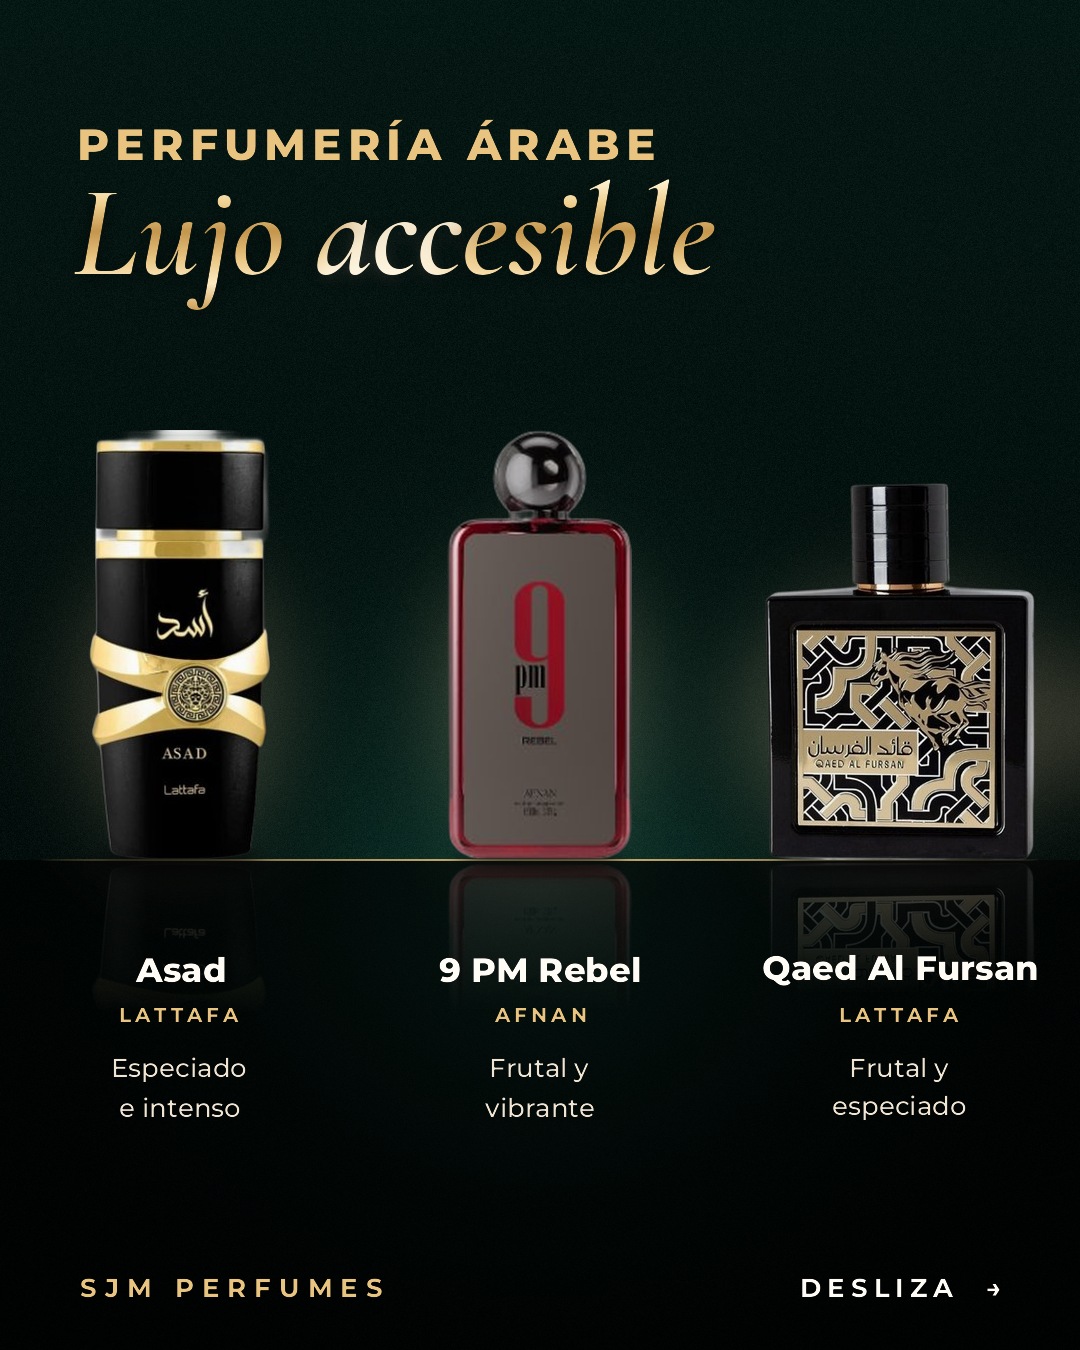 PERFUMERÍA ÁRABE
Lujo accesible
أسد
ASAD
Lattafa
9
pm
REBEL
AFNAN
قائد الفرسان
QAED AL FURSAN
Asad
LATTAFA
Especiado
e intenso
9 PM Rebel
AFNAN
Frutal y
vibrante
Qaed Al Fursan
LATTAFA
Frutal y
especiado
SJM PERFUMES
DESLIZA →